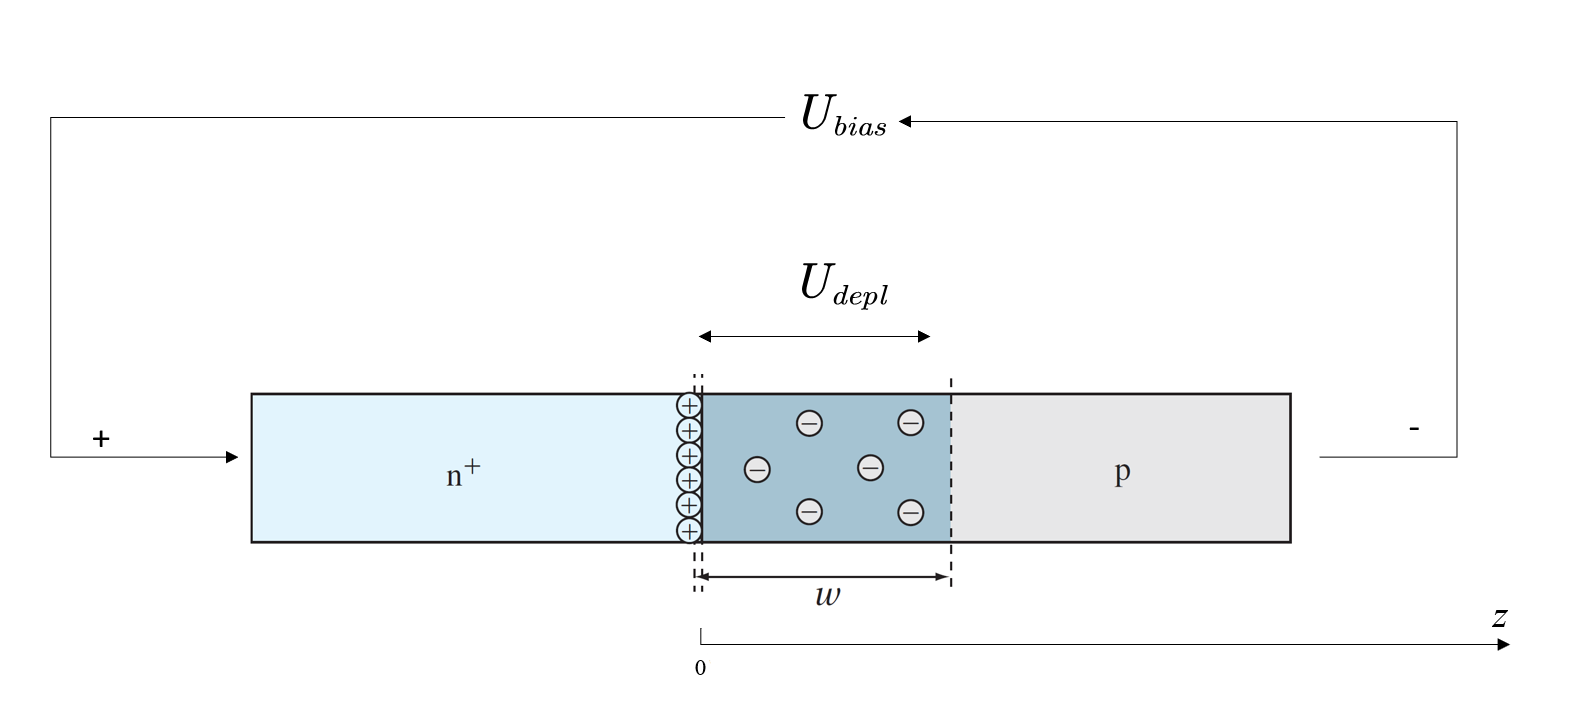 U_bias
U_depl
+
-
n⁺
+ − −
+
+ − −
+
+ − −
+
p
w
z
0